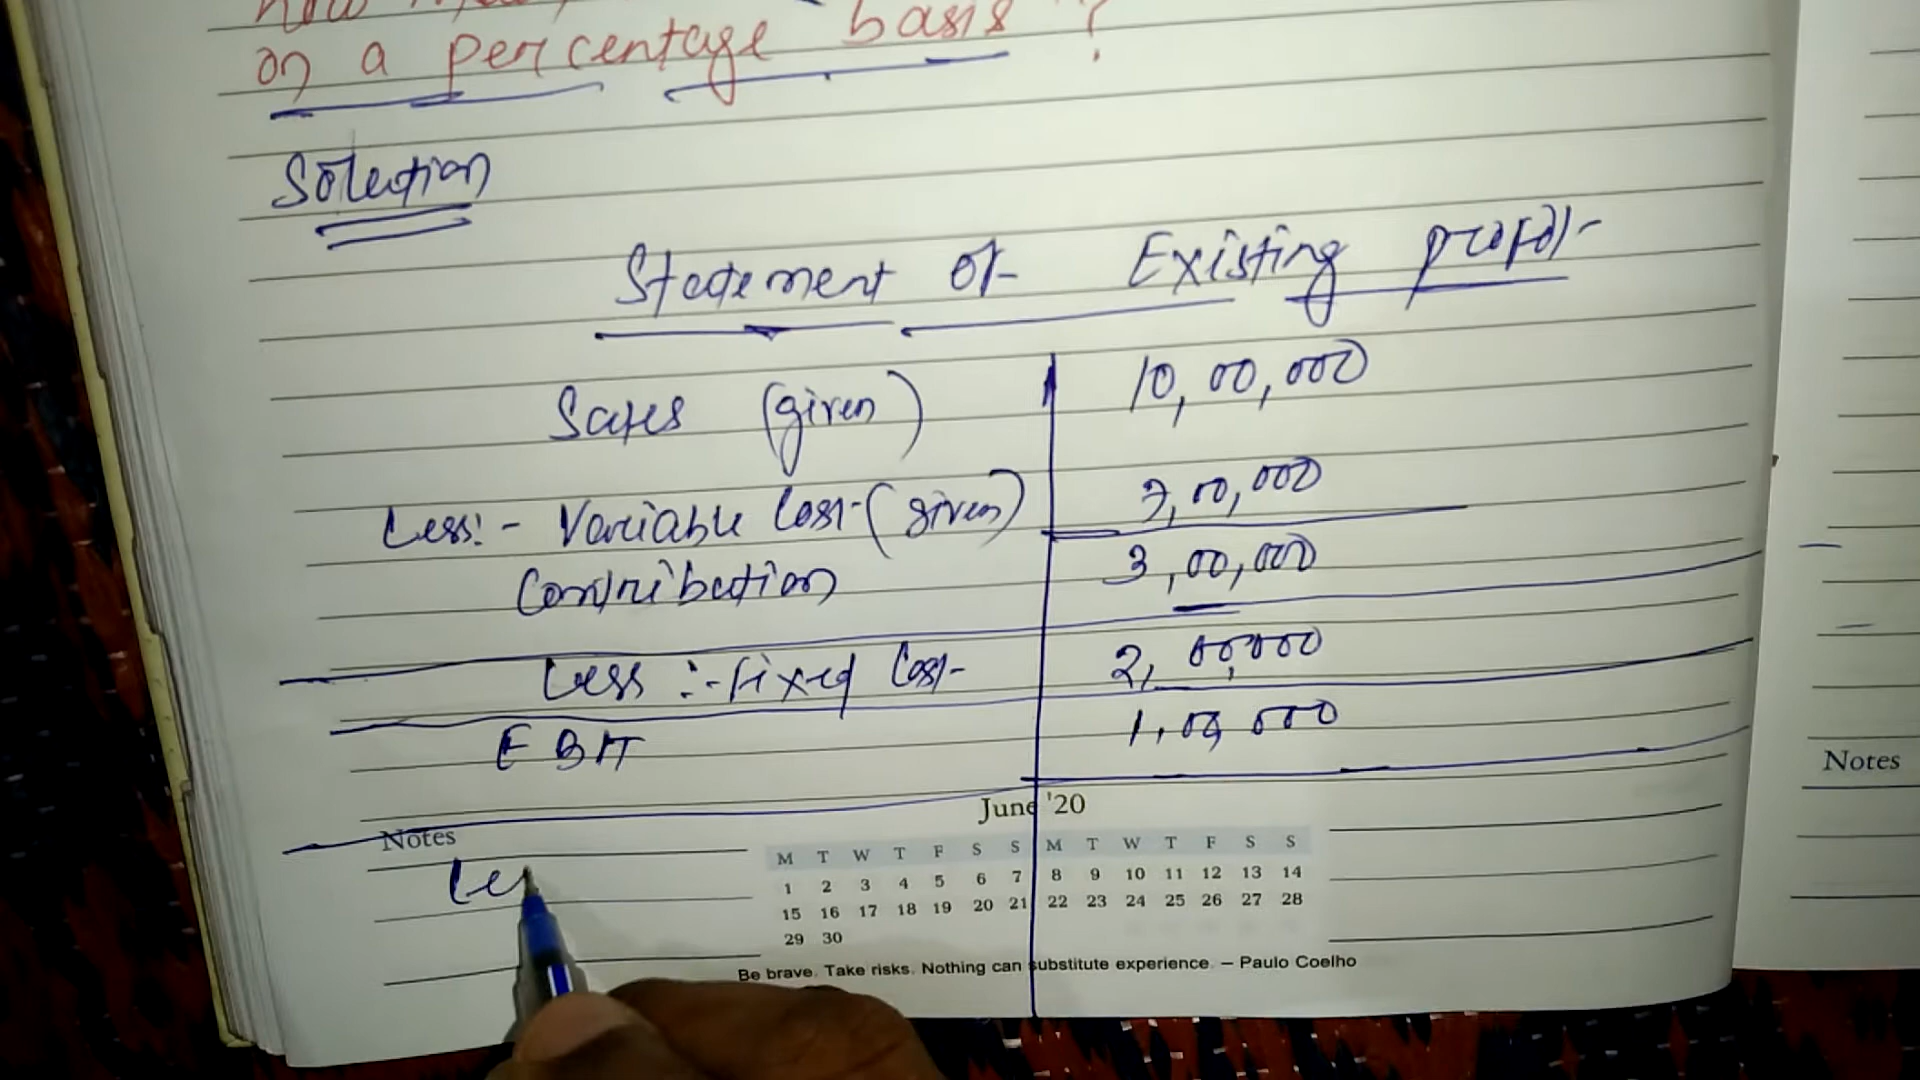 on a percentage basis ?
Solution
Statement of Existing profit
Sales (given) 10,00,000
Less:- Variable Cost (given) 7,00,000
Contribution 3,00,000
Less :- Fixed Cost 2,00,000
EBIT 1,00,000
June '20
Notes
Les
M T W T F S S M T W T F S S
1 2 3 4 5 6 7 8 9 10 11 12 13 14
15 16 17 18 19 20 21 22 23 24 25 26 27 28
29 30
Be brave. Take risks. Nothing can substitute experience. – Paulo Coelho
Notes